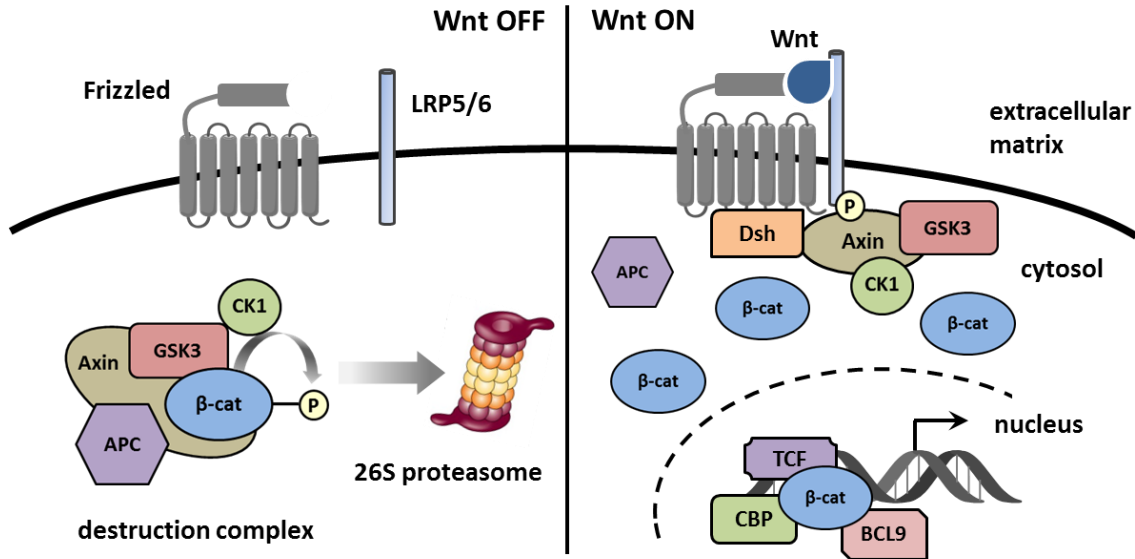 Wnt OFF
Frizzled
LRP5/6
CK1
Axin
GSK3
β-cat
P
APC
26S proteasome
destruction complex
Wnt ON
Wnt
extracellular
matrix
P
Dsh
Axin
GSK3
APC
CK1
cytosol
β-cat
β-cat
β-cat
nucleus
TCF
β-cat
CBP
BCL9